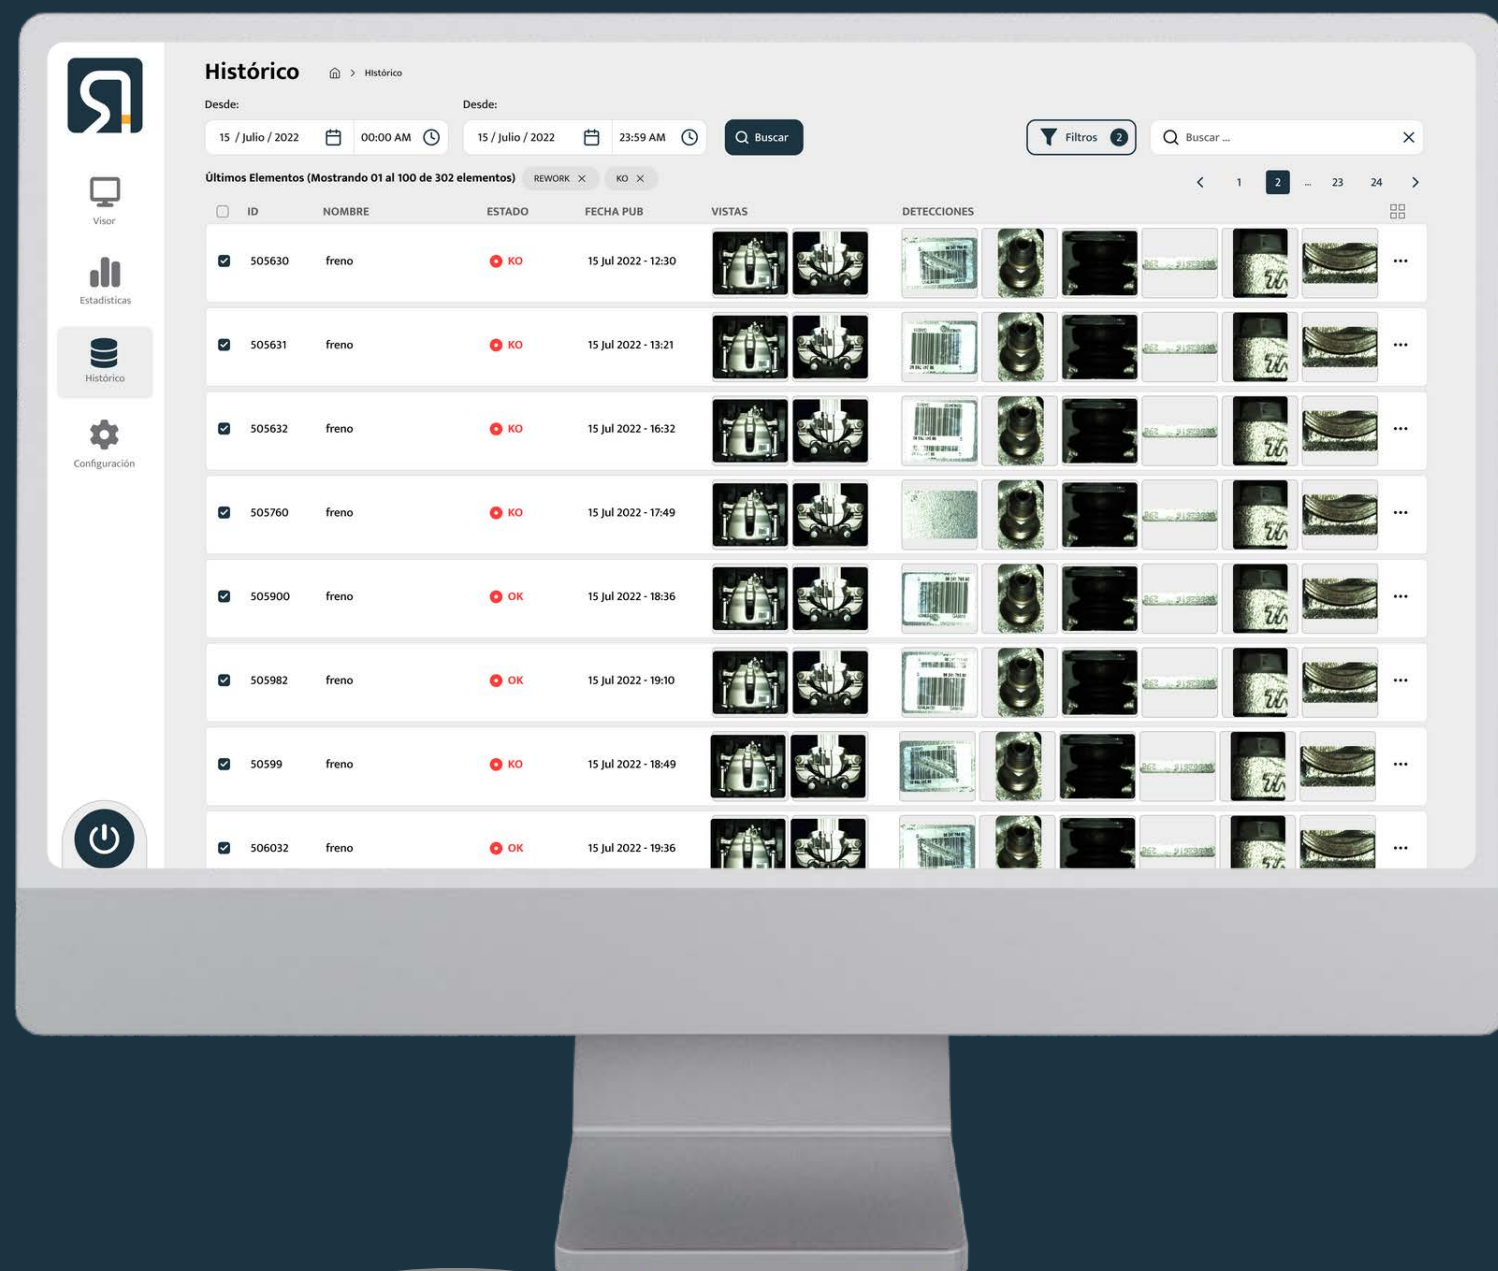 Histórico > Histórico
Desde: Desde:
15 / Julio / 2022 00:00 AM 15 / Julio / 2022 23:59 AM Buscar Filtros 2 Buscar ...
Últimos Elementos (Mostrando 01 al 100 de 302 elementos) REWORK × KO × < 1 2 ... 23 24 >
ID NOMBRE ESTADO FECHA PUB VISTAS DETECCIONES
505630 freno KO 15 Jul 2022 - 12:30 ...
505631 freno KO 15 Jul 2022 - 13:21 ...
505632 freno KO 15 Jul 2022 - 16:32 ...
505760 freno KO 15 Jul 2022 - 17:49 ...
505900 freno OK 15 Jul 2022 - 18:36 ...
505982 freno OK 15 Jul 2022 - 19:10 ...
50599 freno KO 15 Jul 2022 - 18:49 ...
506032 freno OK 15 Jul 2022 - 19:36 ...
Visor
Estadísticas
Histórico
Configuración